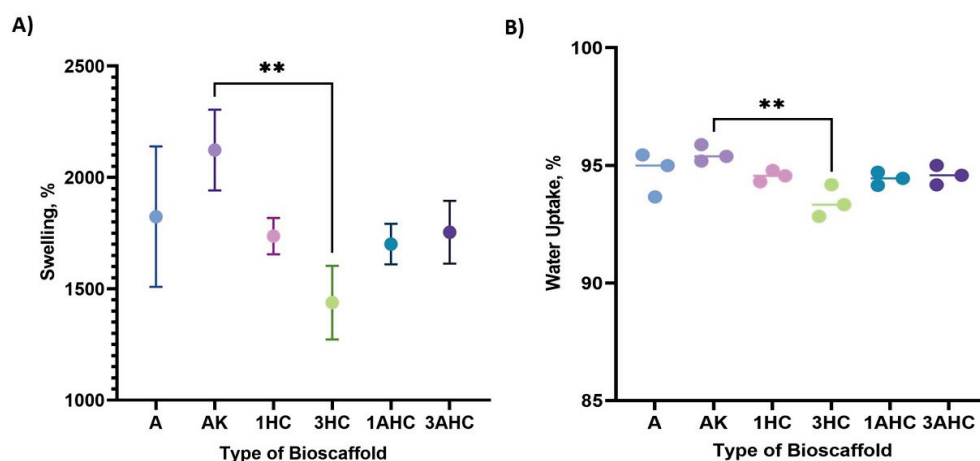 A)
2500
2000
1500
1000
Swelling, %
**
A AK 1HC 3HC 1AHC 3AHC
Type of Bioscaffold
B)
100
95
90
85
Water Uptake, %
**
A AK 1HC 3HC 1AHC 3AHC
Type of Bioscaffold